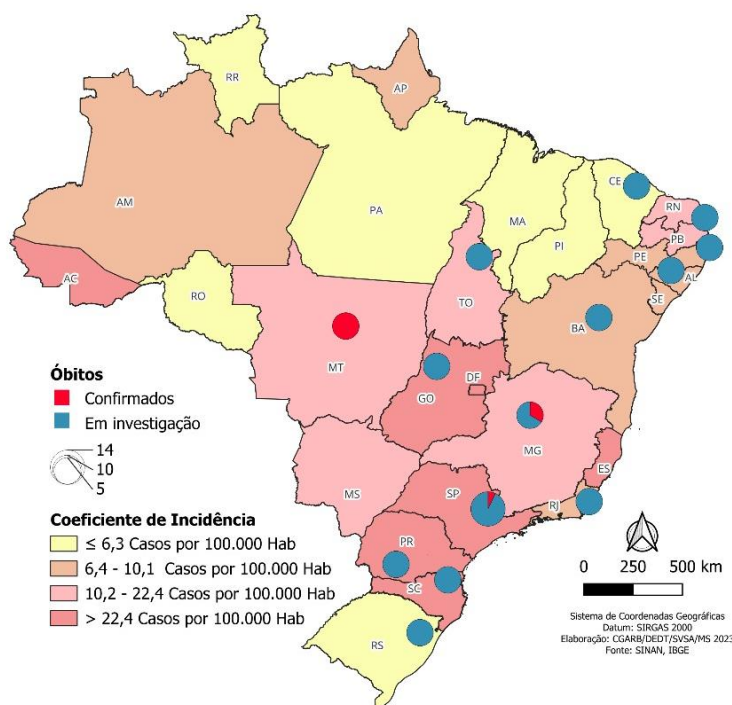 RR
AP
AM
PA
MA
CE
RN
PB
PI
PE
AL
SE
AC
RO
TO
BA
MT
GO
DF
MG
ES
MS
SP
RJ
PR
SC
RS
Óbitos
Confirmados
Em investigação
14
10
5
Coeficiente de Incidência
≤ 6,3 Casos por 100.000 Hab
6,4 - 10,1 Casos por 100.000 Hab
10,2 - 22,4 Casos por 100.000 Hab
> 22,4 Casos por 100.000 Hab
0 250 500 km
Sistema de Coordenadas Geográficas
Datum: SIRGAS 2000
Elaboração: CGARB/DEDT/SVSA/MS 2023
Fonte: SINAN, IBGE